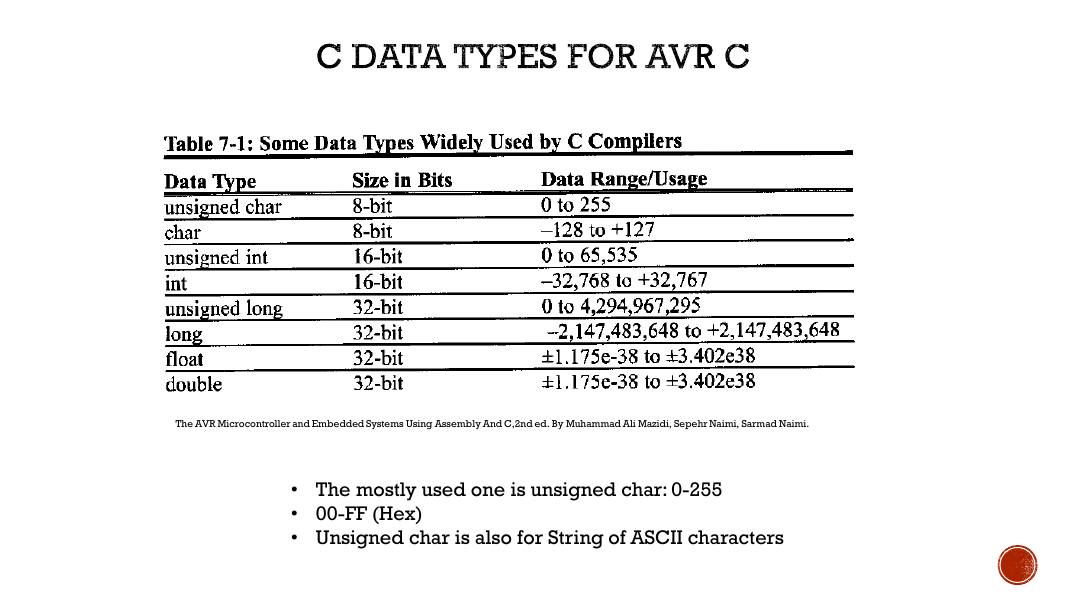 C DATA TYPES FOR AVR C
Table 7-1: Some Data Types Widely Used by C Compilers
Data Type Size in Bits Data Range/Usage
unsigned char 8-bit 0 to 255
char 8-bit –128 to +127
unsigned int 16-bit 0 to 65,535
int 16-bit –32,768 to +32,767
unsigned long 32-bit 0 to 4,294,967,295
long 32-bit –2,147,483,648 to +2,147,483,648
float 32-bit ±1.175e-38 to ±3.402e38
double 32-bit ±1.175e-38 to ±3.402e38
The AVR Microcontroller and Embedded Systems Using Assembly And C,2nd ed. By Muhammad Ali Mazidi, Sepehr Naimi, Sarmad Naimi.
• The mostly used one is unsigned char: 0-255
• 00-FF (Hex)
• Unsigned char is also for String of ASCII characters